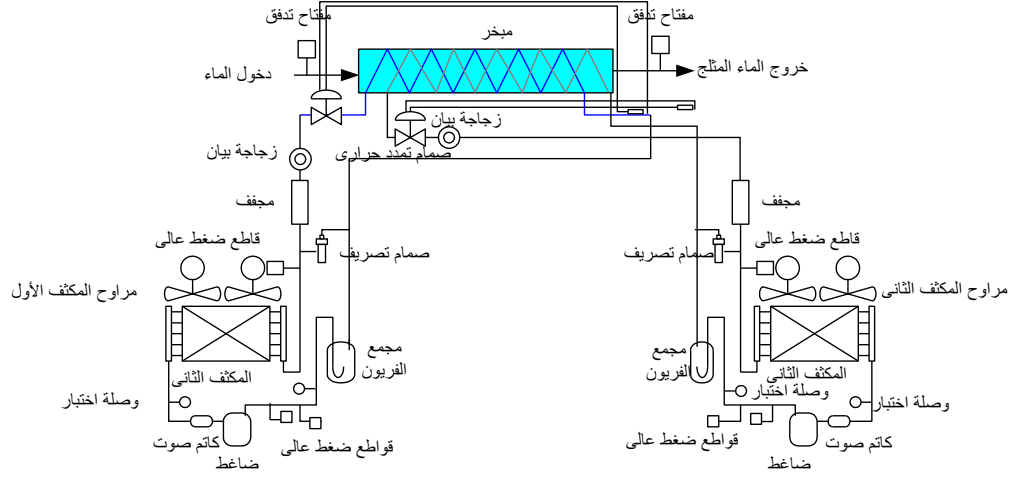 مفتاح تدفق
مفتاح تدفق
مبخر
دخول الماء
خروج الماء المثلج
زجاجة بيان
صمام تمدد حرارى
زجاجة بيان
مجفف
مجفف
قاطع ضغط عالى
قاطع ضغط عالى
صمام تصريف
صمام تصريف
مراوح المكثف الأول
مراوح المكثف الثانى
مجمع
الفريون
مجمع
الفريون
المكثف الثانى
المكثف الثانى
وصلة اختبار
وصلة اختبار
وصلة اختبار
كاتم صوت
قواطع ضغط عالى
قواطع ضغط عالى
كاتم صوت
ضاغط
ضاغط